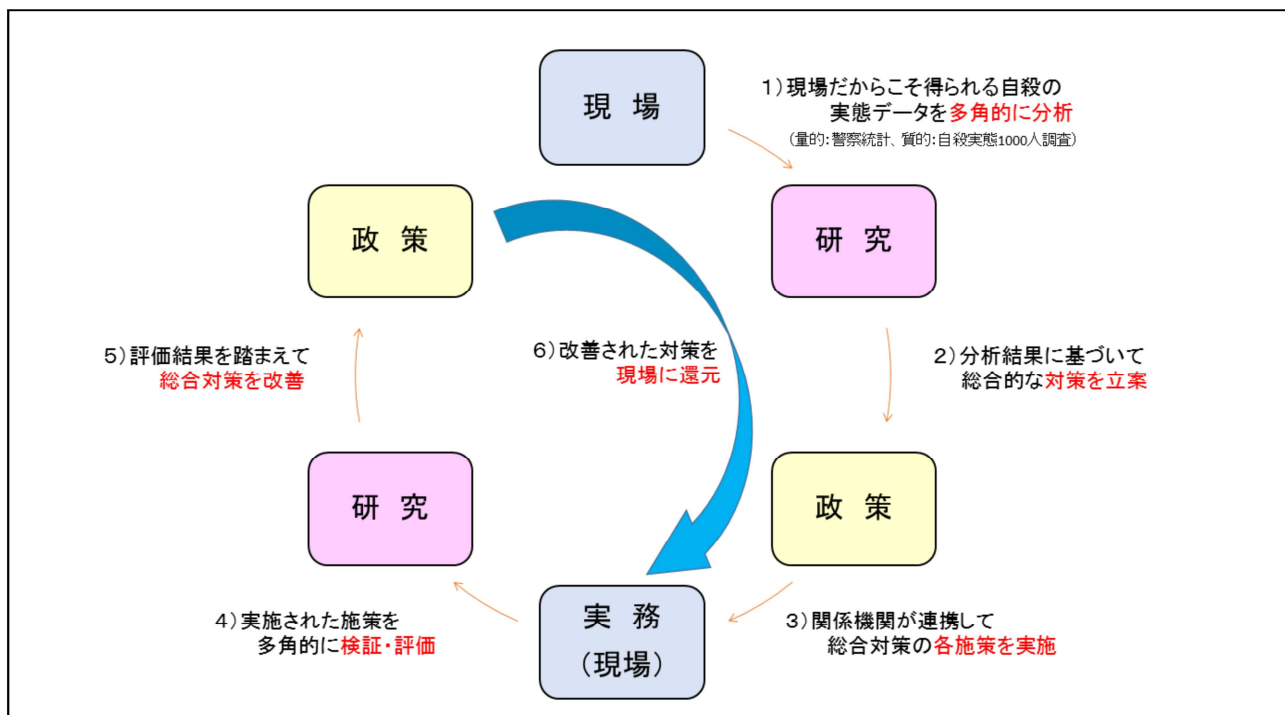 現 場
1)現場だからこそ得られる自殺の
実態データを多角的に分析
(量的:警察統計、質的:自殺実態1000人調査)
研 究
2)分析結果に基づいて
総合的な対策を立案
政 策
3)関係機関が連携して
総合対策の各施策を実施
実 務
(現場)
4)実施された施策を
多角的に検証・評価
研 究
5)評価結果を踏まえて
総合対策を改善
政 策
6)改善された対策を
現場に還元